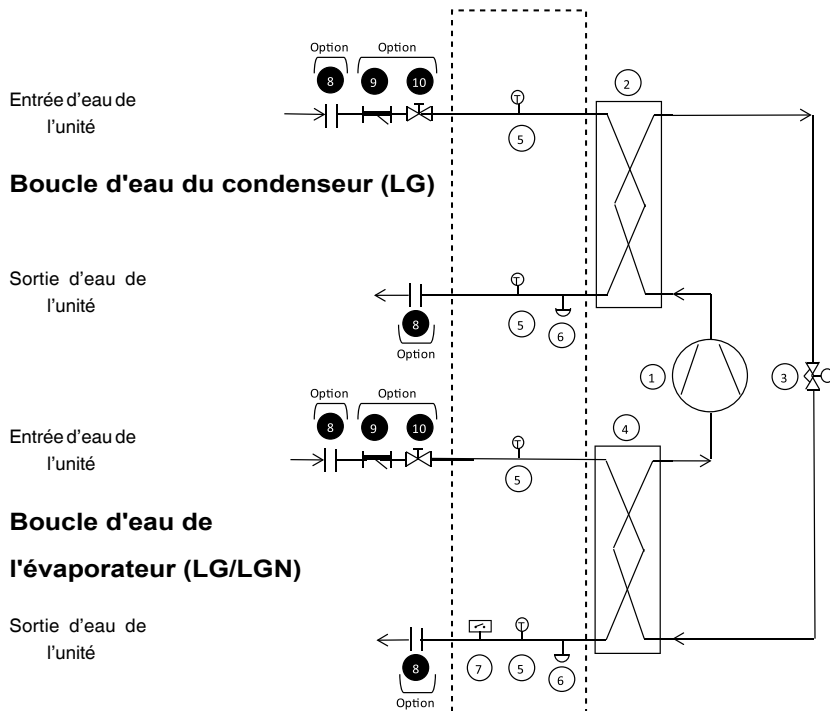 Option Option
8 9 10 2
Entrée d'eau de
l'unité
T
5
Boucle d'eau du condenseur (LG)
Sortie d'eau de
l'unité
T
8 5 6
Option
1 3
Option Option
8 9 10 4
Entrée d'eau de
l'unité
T
5
Boucle d'eau de
l'évaporateur (LG/LGN)
Sortie d'eau de
l'unité
T
8 7 5 6
Option